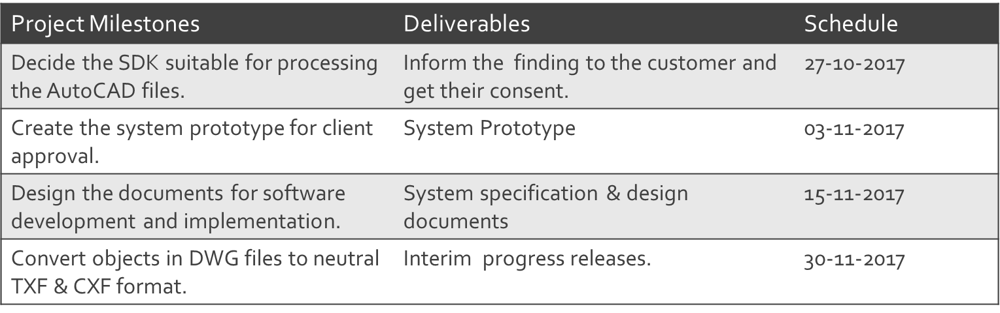 Project Milestones Deliverables Schedule
Decide the SDK suitable for processing Inform the finding to the customer and 27-10-2017
the AutoCAD files. get their consent.
Create the system prototype for client System Prototype 03-11-2017
approval.
Design the documents for software System specification & design 15-11-2017
development and implementation. documents
Convert objects in DWG files to neutral Interim progress releases. 30-11-2017
TXF & CXF format.